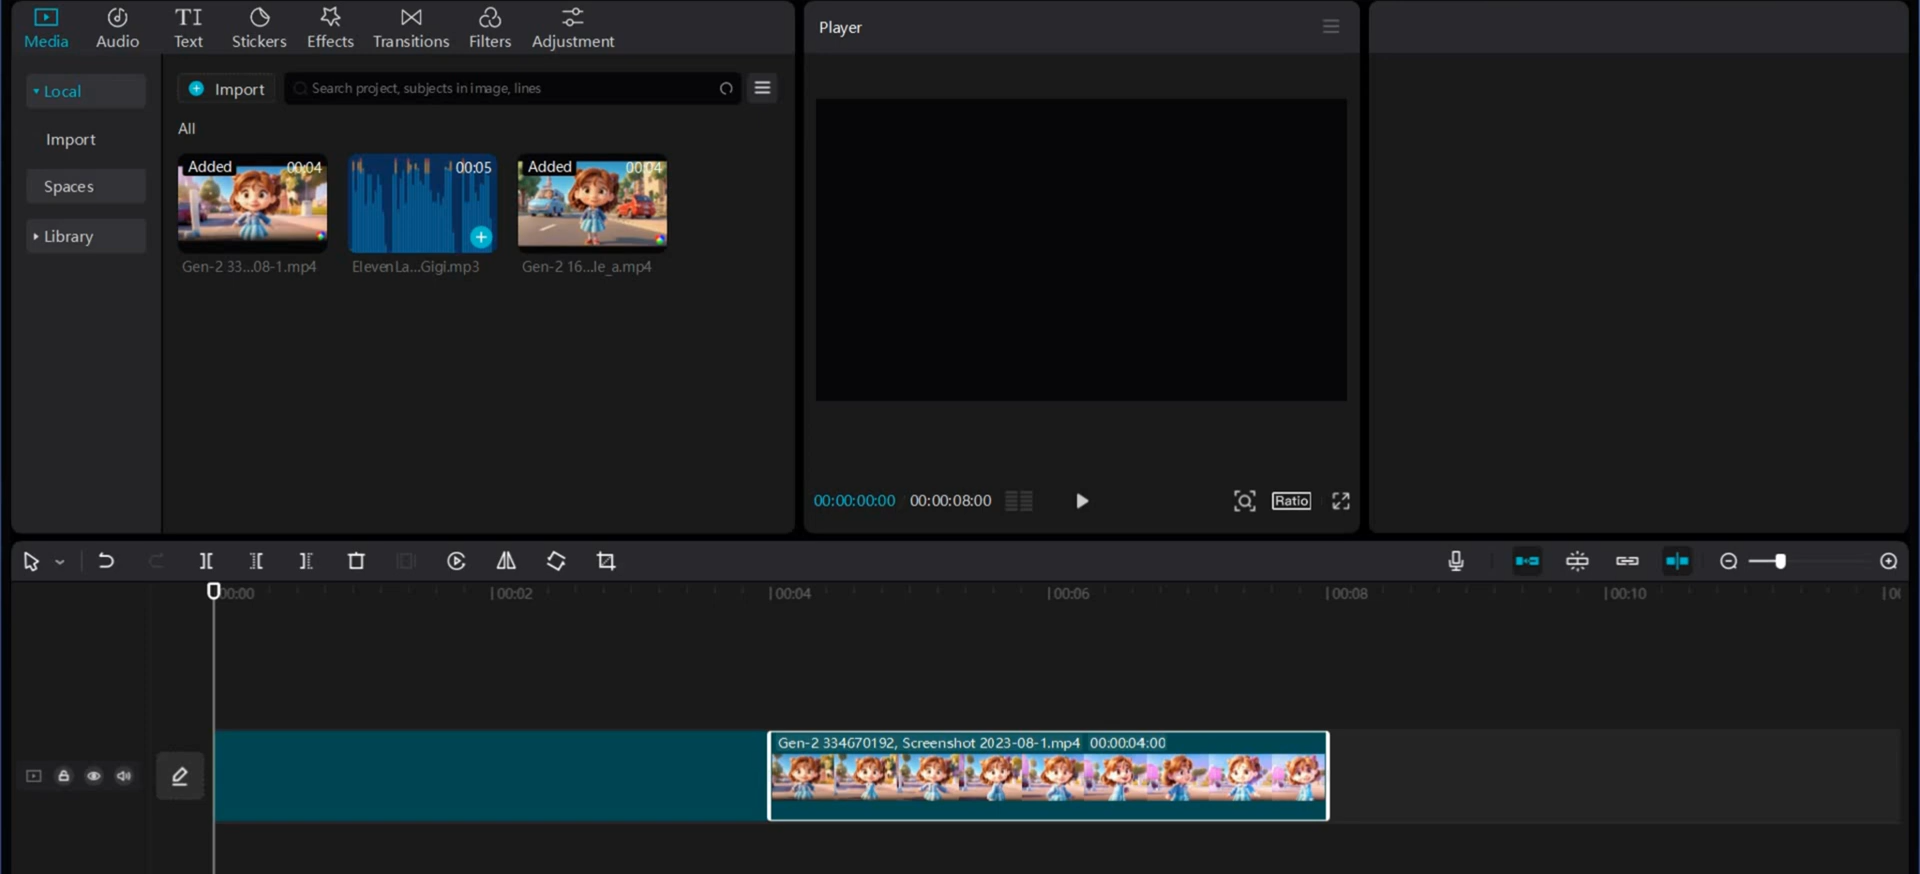 Media Audio TI Text Stickers Effects Transitions Filters Adjustment
Player
Local
Import
Spaces
Library
Import
Search project, subjects in image, lines
All
Added 00:04
00:05
Added 00:04
Gen-2 33...08-1.mp4
ElevenLa...Gigi.mp3
Gen-2 16...le_a.mp4
00:00:00:00 00:00:08:00
Ratio
00:00 00:02 00:04 00:06 00:08 00:10
Gen-2 334670192, Screenshot 2023-08-1.mp4 00:00:04:00